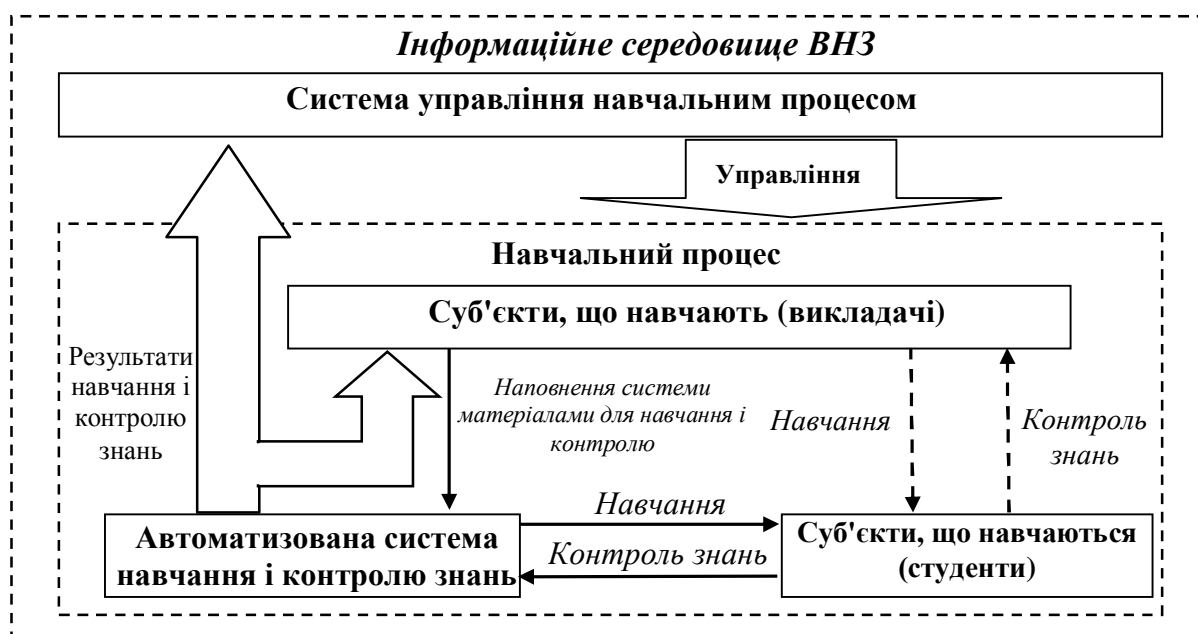 Інформаційне середовище ВНЗ
Система управління навчальним процесом
Управління
Навчальний процес
Суб'єкти, що навчають (викладачі)
Результати
навчання і
контролю
знань
Наповнення системи
матеріалами для навчання і
контролю
Навчання
Контроль
знань
Навчання
Контроль знань
Автоматизована система
навчання і контролю знань
Суб'єкти, що навчаються
(студенти)